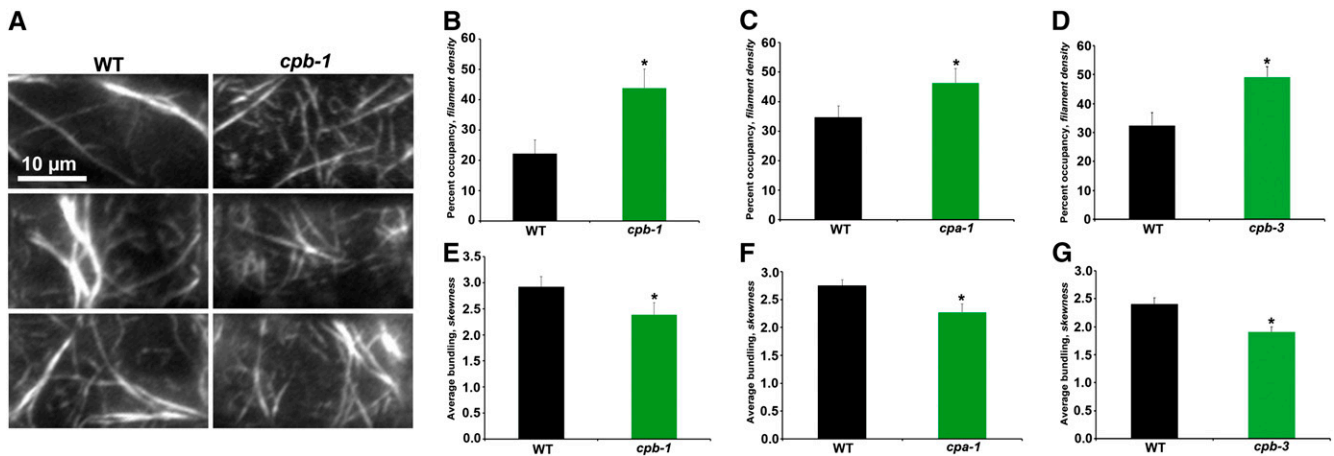 A
WT
cpb-1
10 µm
B
Percent occupancy, filament density
60
50
40
30
20
10
0
*
WT
cpb-1
C
Percent occupancy, filament density
60
50
40
30
20
10
0
*
WT
cpa-1
D
Percent occupancy, filament density
60
50
40
30
20
10
0
*
WT
cpb-3
E
Average bundling, skewness
3.5
3.0
2.5
2.0
1.5
1.0
0.5
0.0
*
WT
cpb-1
F
Average bundling, skewness
3.0
2.5
2.0
1.5
1.0
0.5
0.0
*
WT
cpa-1
G
Average bundling, skewness
3.0
2.5
2.0
1.5
1.0
0.5
0.0
*
WT
cpb-3